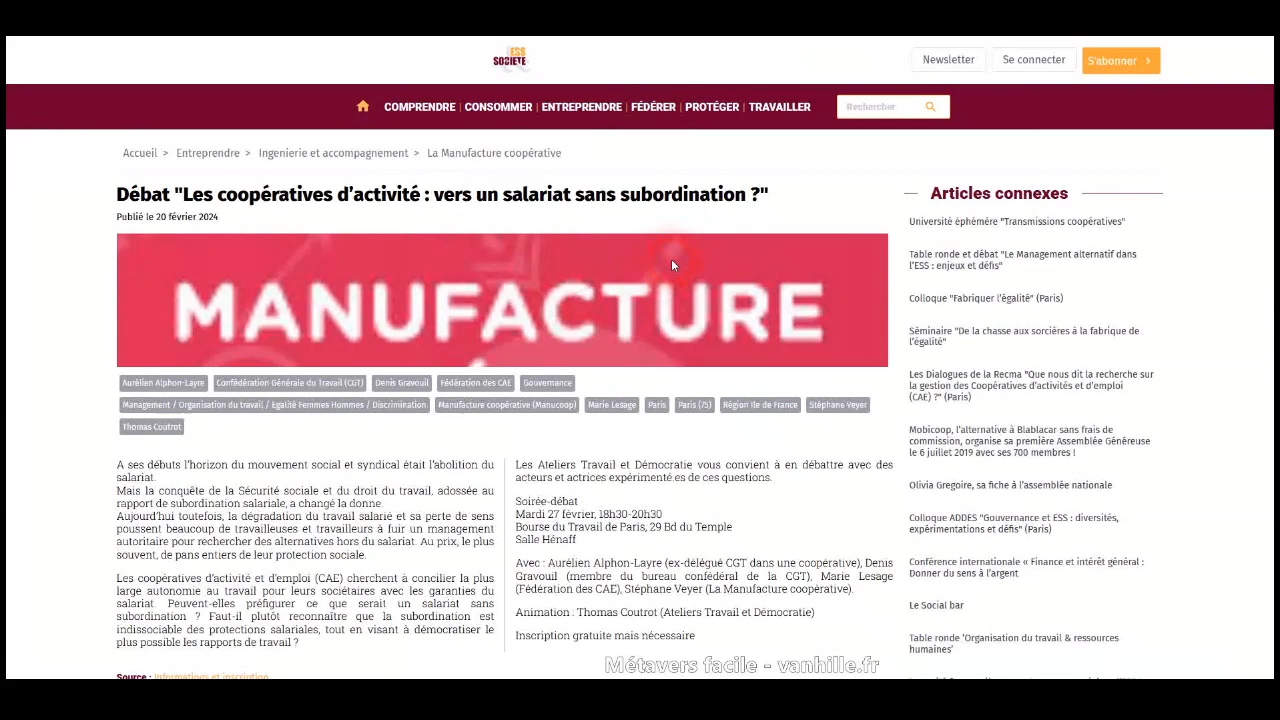 ESS
SOCIETE
Newsletter
Se connecter
S'abonner >
COMPRENDRE | CONSOMMER | ENTREPRENDRE | FÉDÉRER | PROTÉGER | TRAVAILLER
Rechercher
Accueil > Entreprendre > Ingenierie et accompagnement > La Manufacture coopérative
Débat "Les coopératives d'activité : vers un salariat sans subordination ?"
Publié le 20 février 2024
MANUFACTURE
Aurélien Alphon-Layre Confédération Générale du Travail (CGT) Denis Gravouil Fédération des CAE Gouvernance
Management / Organisation du travail / Egalité Femmes Hommes / Discrimination Manufacture coopérative (Manucoop) Marie Lesage Paris Paris (75) Région Ile de France Stéphane Veyer
Thomas Coutrot
A ses débuts l'horizon du mouvement social et syndical était l'abolition du
salariat.
Mais la conquête de la Sécurité sociale et du droit du travail, adossée au
rapport de subordination salariale, a changé la donne.
Aujourd'hui toutefois, la dégradation du travail salarié et sa perte de sens
poussent beaucoup de travailleuses et travailleurs à fuir un management
autoritaire pour rechercher des alternatives hors du salariat. Au prix, le plus
souvent, de pans entiers de leur protection sociale.
Les coopératives d'activité et d'emploi (CAE) cherchent à concilier la plus
large autonomie au travail pour leurs sociétaires avec les garanties du
salariat. Peuvent-elles préfigurer ce que serait un salariat sans
subordination ? Faut-il plutôt reconnaitre que la subordination est
indissociable des protections salariales, tout en visant à démocratiser le
plus possible les rapports de travail ?
Source : Informations et inscription
Les Ateliers Travail et Démocratie vous convient à en débattre avec des
acteurs et actrices expérimenté.es de ces questions.
Soirée-débat
Mardi 27 février, 18h30-20h30
Bourse du Travail de Paris, 29 Bd du Temple
Salle Hénaff
Avec : Aurélien Alphon-Layre (ex-délégué CGT dans une coopérative), Denis
Gravouil (membre du bureau confédéral de la CGT), Marie Lesage
(Fédération des CAE), Stéphane Veyer (La Manufacture coopérative).
Animation : Thomas Coutrot (Ateliers Travail et Démocratie)
Inscription gratuite mais nécessaire
Articles connexes
Université éphémère "Transmissions coopératives"
Table ronde et débat "Le Management alternatif dans
l'ESS : enjeux et défis"
Colloque "Fabriquer l'égalité" (Paris)
Séminaire "De la chasse aux sorcières à la fabrique de
l'égalité"
Les Dialogues de la Recma "Que nous dit la recherche sur
la gestion des Coopératives d'activités et d'emploi
(CAE) ?" (Paris)
Mobicoop, l'alternative à Blablacar sans frais de
commission, organise sa première Assemblée Généreuse
le 6 juillet 2019 avec ses 700 membres !
Olivia Gregoire, sa fiche à l'assemblée nationale
Colloque ADDES "Gouvernance et ESS : diversités,
expérimentations et défis" (Paris)
Conférence internationale « Finance et intérêt général :
Donner du sens à l'argent
Le Social bar
Table ronde 'Organisation du travail & ressources
humaines'
Métavers facile - vanhille.fr